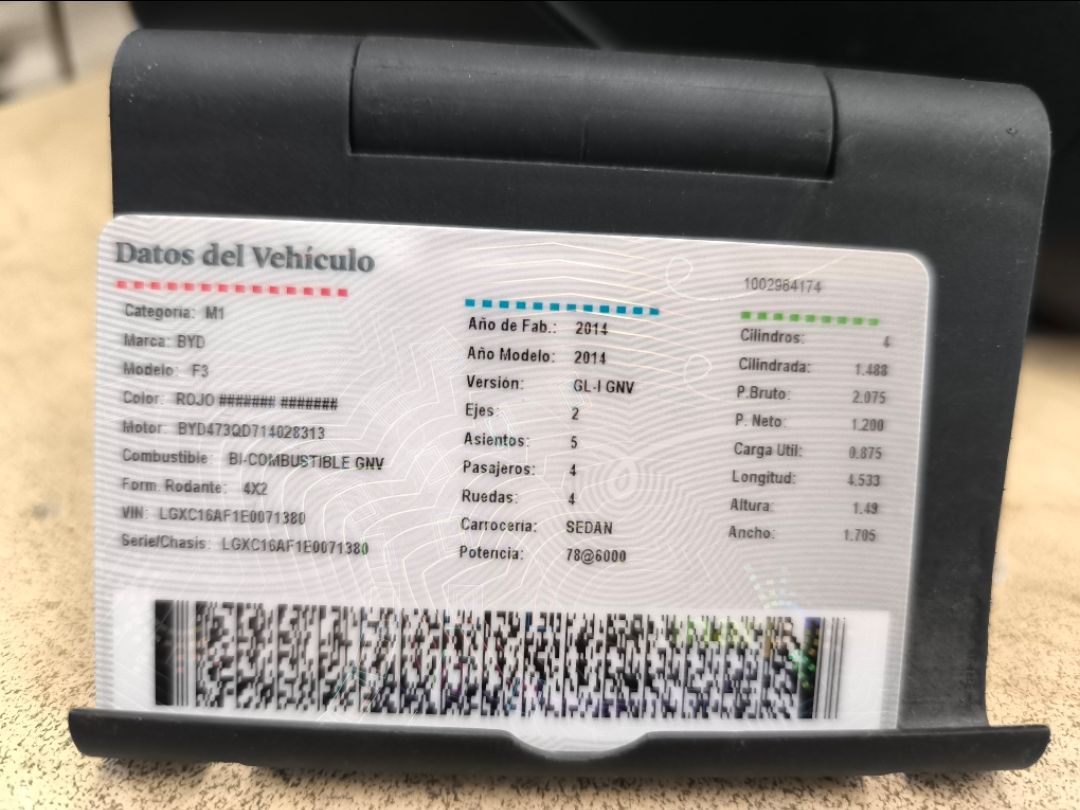 Datos del Vehículo
Categoria: M1
Marca: BYD
Modelo: F3
Color: ROJO ####### #######
Motor: BYD473QD714028313
Combustible: BI-COMBUSTIBLE GNV
Form. Rodante: 4X2
VIN: LGXC16AF1E0071380
Serie/Chasis: LGXC16AF1E0071380
Año de Fab.: 2014
Año Modelo: 2014
Versión: GL-I GNV
Ejes: 2
Asientos: 5
Pasajeros: 4
Ruedas: 4
Carroceria: SEDAN
Potencia: 78@6000
1002964174
Cilindros: 4
Cilindrada: 1.488
P.Bruto: 2.075
P. Neto: 1.200
Carga Util: 0.875
Longitud: 4.533
Altura: 1.49
Ancho: 1.705